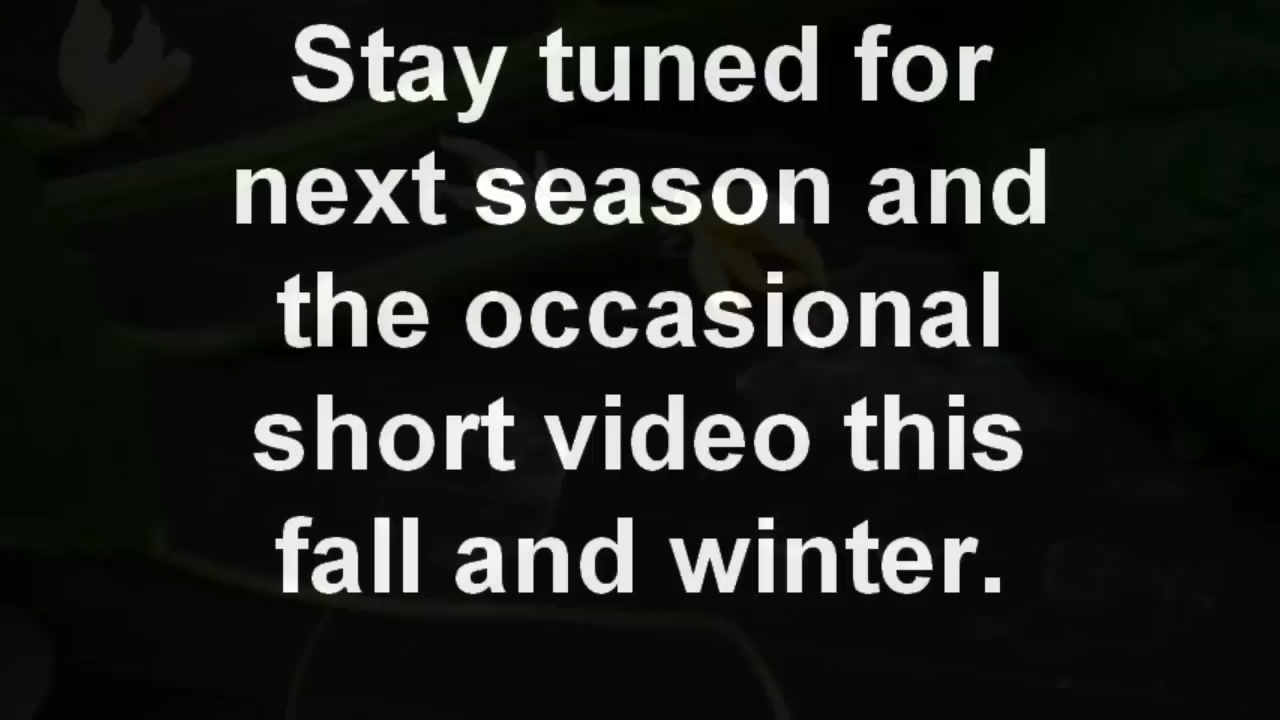 Stay tuned for
next season and
the occasional
short video this
fall and winter.